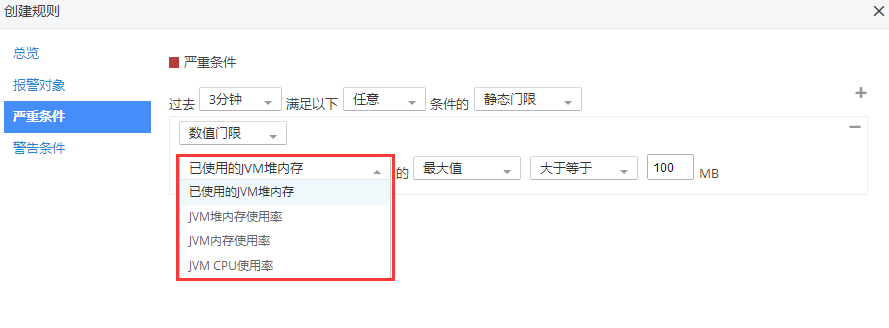 创建规则
总览
报警对象
严重条件
警告条件
严重条件
过去 3分钟 满足以下 任意 条件的 静态门限
数值门限
已使用的JVM堆内存 的 最大值 大于等于 100 MB
已使用的JVM堆内存
JVM堆内存使用率
JVM内存使用率
JVM CPU使用率